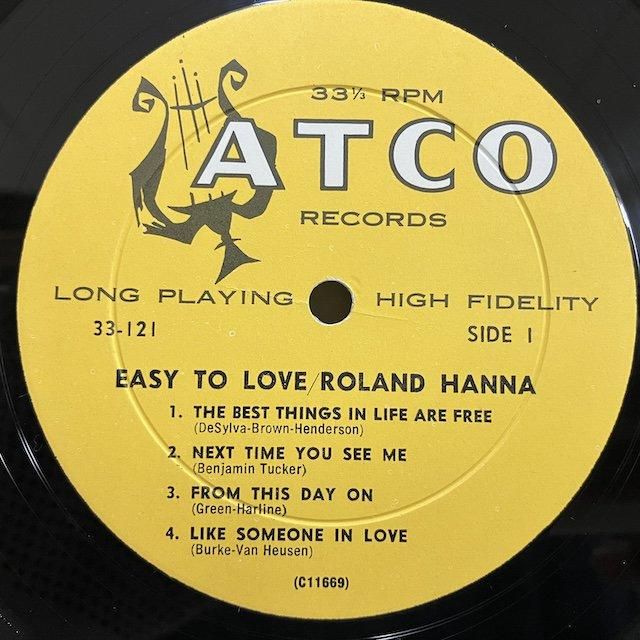 33⅓ RPM
ATCO
RECORDS
LONG PLAYING HIGH FIDELITY
33-121 SIDE 1
EASY TO LOVE/ROLAND HANNA
1. THE BEST THINGS IN LIFE ARE FREE
(DeSylva-Brown-Henderson)
2. NEXT TIME YOU SEE ME
(Benjamin Tucker)
3. FROM THIS DAY ON
(Green-Harline)
4. LIKE SOMEONE IN LOVE
(Burke-Van Heusen)
(C11669)